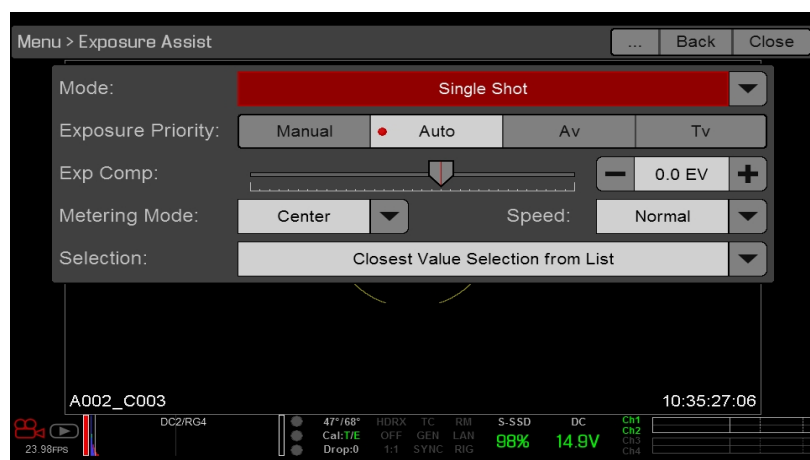 Menu > Exposure Assist ... Back Close
Mode: Single Shot
Exposure Priority: Manual Auto Av Tv
Exp Comp: 0.0 EV
Metering Mode: Center Speed: Normal
Selection: Closest Value Selection from List
A002_C003 10:35:27:06
DC2/RG4 47°/68° HDRX TC RM S-SSD DC Ch1
Cal:T/E OFF GEN LAN 98% 14.9V Ch2
23.98FPS Drop:0 1:1 SYNC RIG Ch3
Ch4